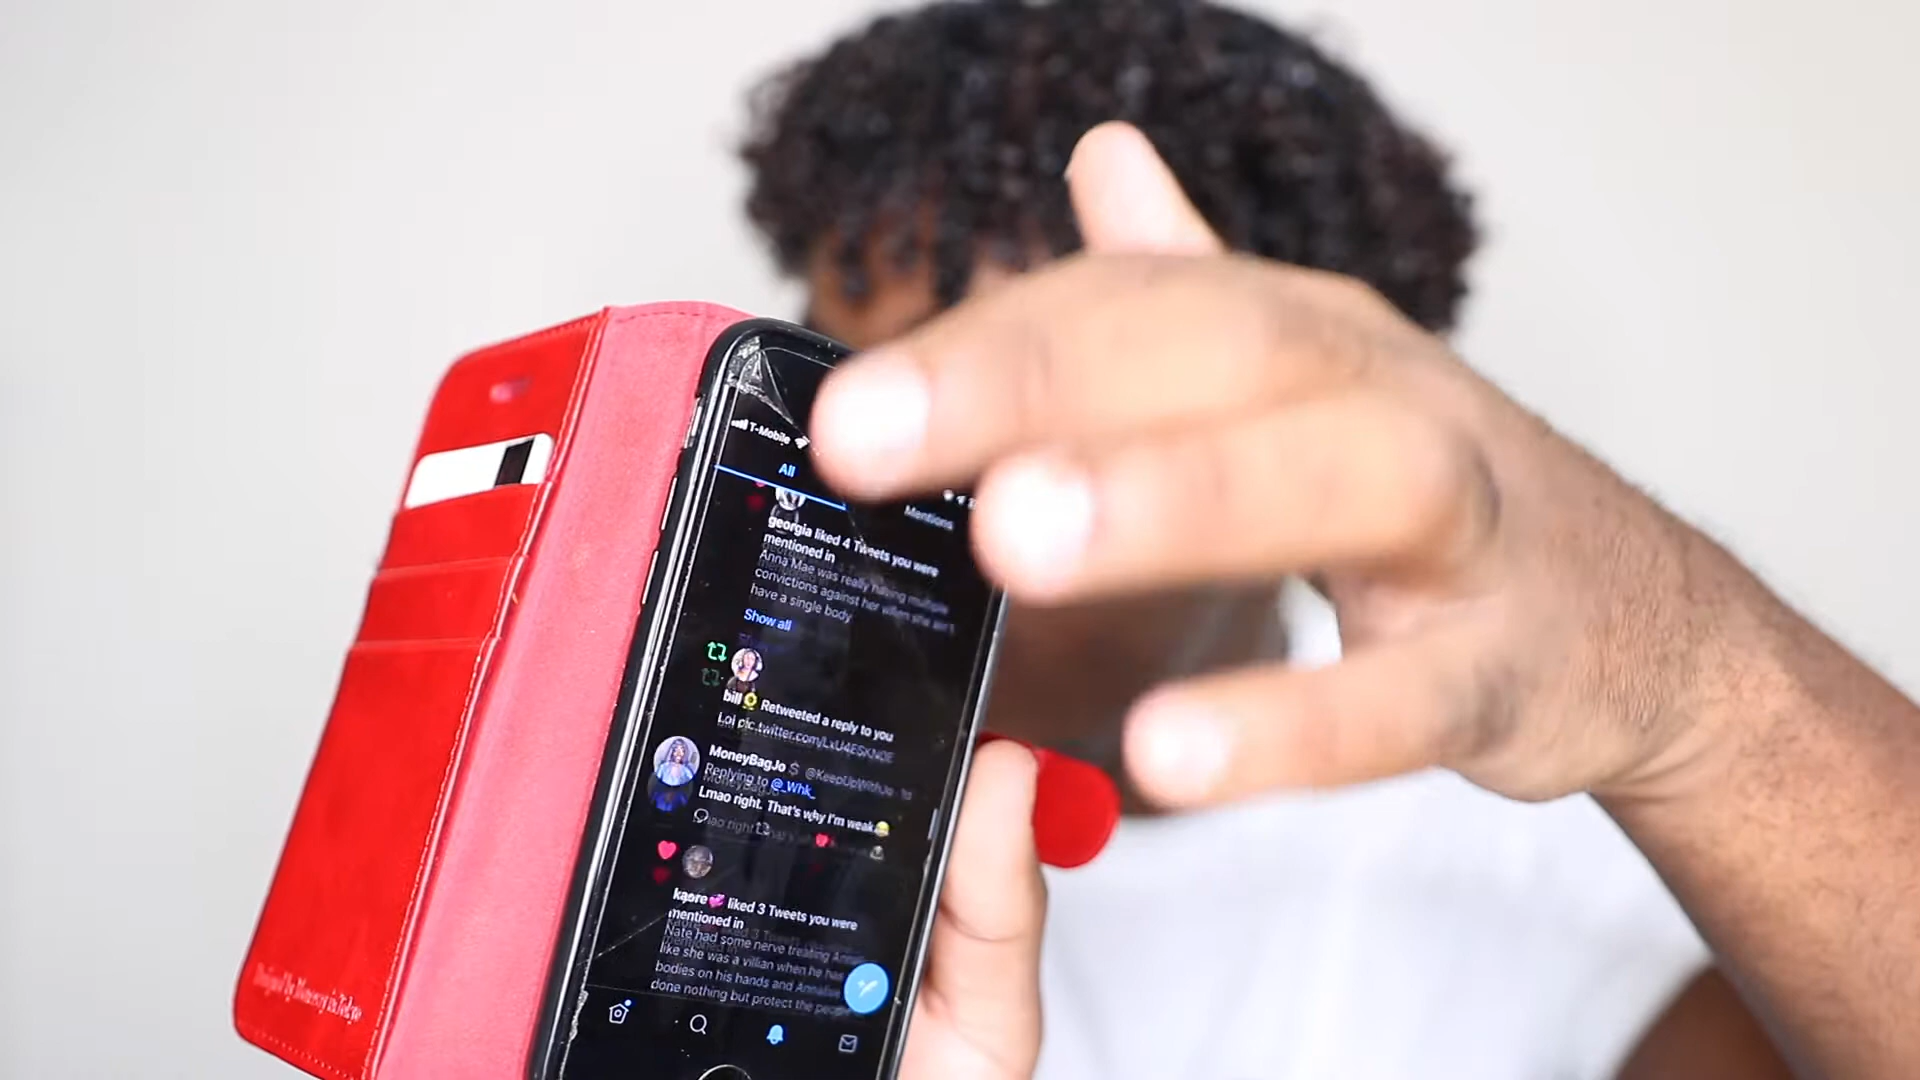 T-Mobile
All
Mentions
georgia liked 4 Tweets you were
mentioned in
Anna Mae was really having multiple
convictions against her when she ain't
have a single body
Show all
bill Retweeted a reply to you
Lol pic.twitter.com/LxU4ESKN0E
MoneyBagJo $ @KeepUpWithJo · 1d
Replying to @_Whk_
Lmao right. That's why I'm weak😂
kaore💞 liked 3 Tweets you were
mentioned in
Nate had some nerve treating
like she was a villian when he has
bodies on his hands and Annalise
done nothing but protect the people